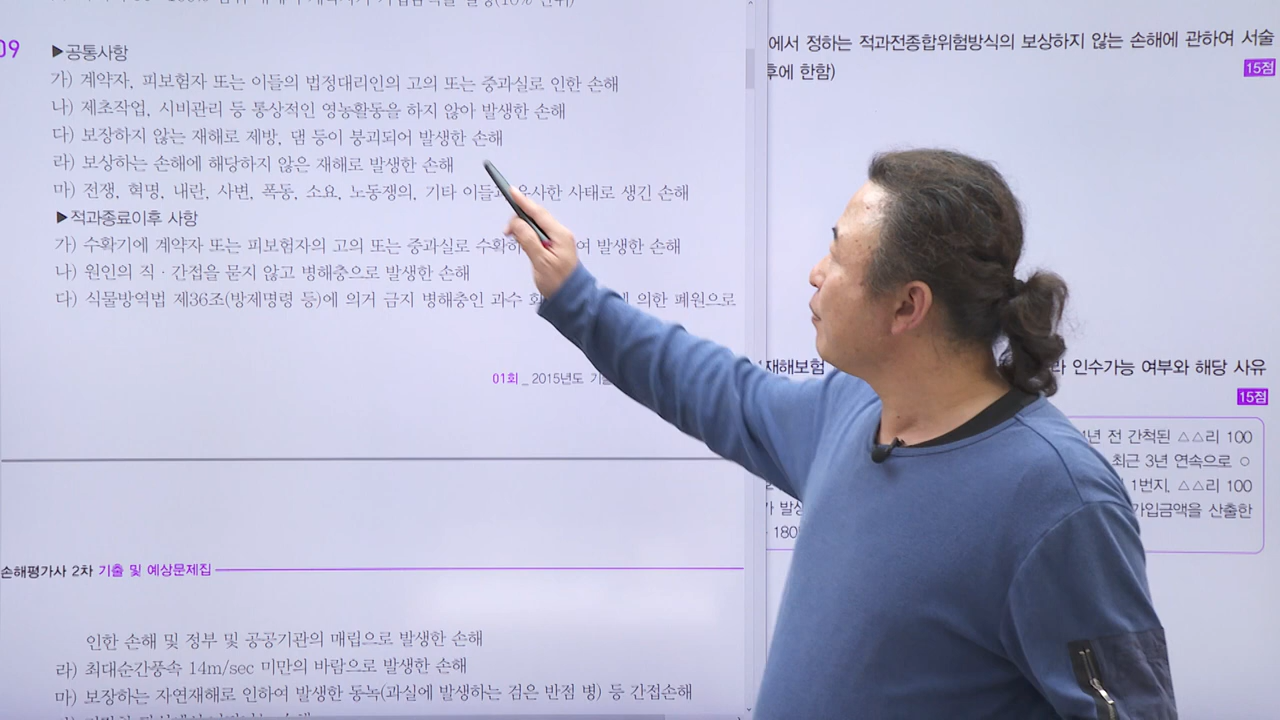 09
▶공통사항
가) 계약자, 피보험자 또는 이들의 법정대리인의 고의 또는 중과실로 인한 손해
나) 제초작업, 시비관리 등 통상적인 영농활동을 하지 않아 발생한 손해
다) 보장하지 않는 재해로 제방, 댐 등이 붕괴되어 발생한 손해
라) 보상하는 손해에 해당하지 않은 재해로 발생한 손해
마) 전쟁, 혁명, 내란, 사변, 폭동, 소요, 노동쟁의, 기타 이들과 유사한 사태로 생긴 손해
▶적과종료이후 사항
가) 수확기에 계약자 또는 피보험자의 고의 또는 중과실로 수확하 여 발생한 손해
나) 원인의 직·간접을 묻지 않고 병해충으로 발생한 손해
다) 식물방역법 제36조(방제명령 등)에 의거 금지 병해충인 과수 의한 폐원으로
01회 _ 2015년도
손해평가사 2차 기출 및 예상문제집
인한 손해 및 정부 및 공공기관의 매립으로 발생한 손해
라) 최대순간풍속 14m/sec 미만의 바람으로 발생한 손해
마) 보장하는 자연재해로 인하여 발생한 동녹(과실에 발생하는 검은 반점 병) 등 간접손해
에서 정하는 적과전종합위험방식의 보상하지 않는 손해에 관하여 서술
후에 한함)
15점
재해보험 라 인수가능 여부와 해당 사유
15점
년 전 간척된 △△리 100
최근 3년 연속으로 ○
1번지, △△리 100
가 발생 가입금액을 산출한
180